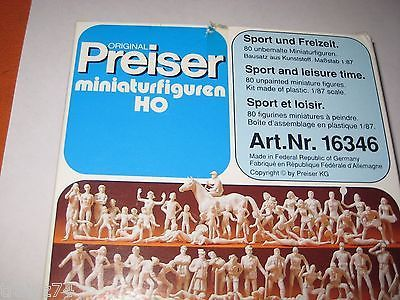 ORIGINAL
Preiser
miniaturfiguren
HO
Sport und Freizeit.
80 unbemalte Miniaturfiguren.
Bausatz aus Kunststoff. Maßstab 1:87
Sport and leisure time.
80 unpainted miniature figures.
Kit made of plastic. 1/87 scale.
Sport et loisir.
80 figurines miniatures à peindre.
Boîte d'assemblage en plastique 1/87.
Art.Nr. 16346
Made in Federal Republic of Germany
Fabriqué en République Fédérale d'Allemagne
Copyright © by Preiser KG